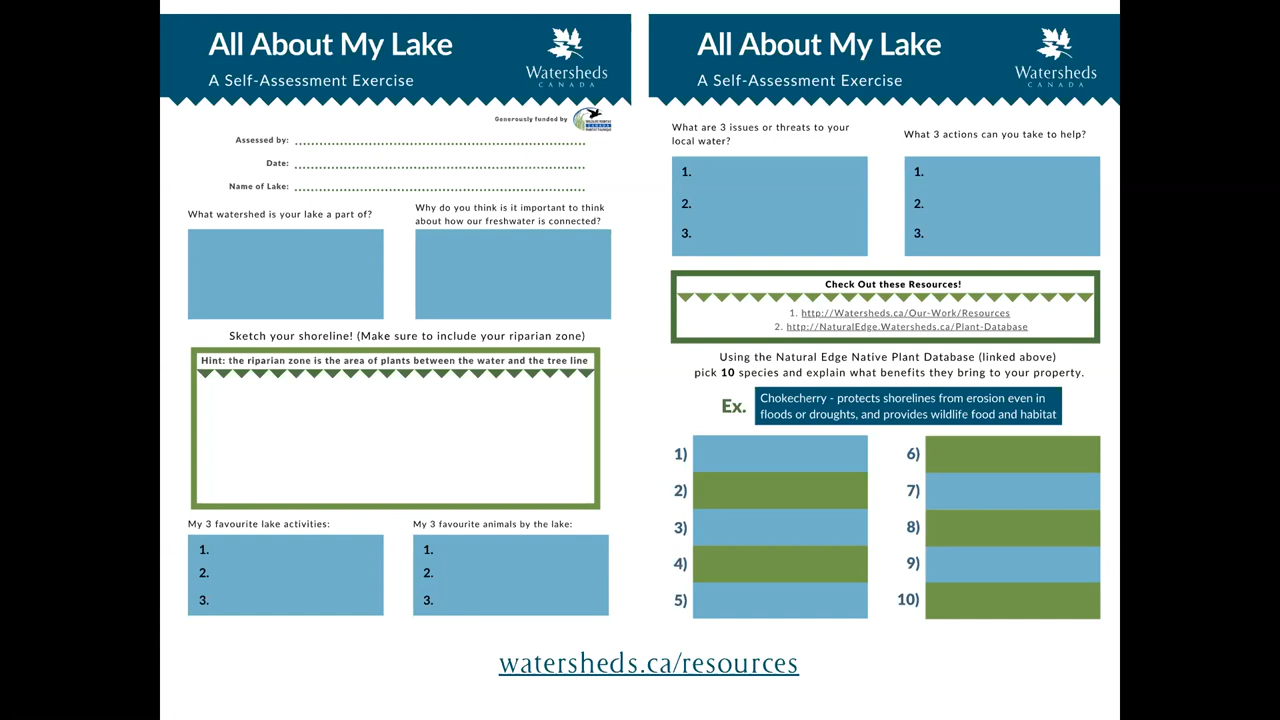 All About My Lake
A Self-Assessment Exercise
Watersheds
CANADA
Generously funded by
WILDLIFE HABITAT
CANADA
HABITAT FAUNIQUE
Assessed by:
Date:
Name of Lake:
What watershed is your lake a part of?
Why do you think is it important to think
about how our freshwater is connected?
Sketch your shoreline! (Make sure to include your riparian zone)
Hint: the riparian zone is the area of plants between the water and the tree line
My 3 favourite lake activities:
1.
2.
3.
My 3 favourite animals by the lake:
1.
2.
3.
All About My Lake
A Self-Assessment Exercise
Watersheds
CANADA
What are 3 issues or threats to your
local water?
1.
2.
3.
What 3 actions can you take to help?
1.
2.
3.
Check Out these Resources!
1. http://Watersheds.ca/Our-Work/Resources
2. http://NaturalEdge.Watersheds.ca/Plant-Database
Using the Natural Edge Native Plant Database (linked above)
pick 10 species and explain what benefits they bring to your property.
Ex.
Chokecherry - protects shorelines from erosion even in
floods or droughts, and provides wildlife food and habitat
1)
2)
3)
4)
5)
6)
7)
8)
9)
10)
watersheds.ca/resources